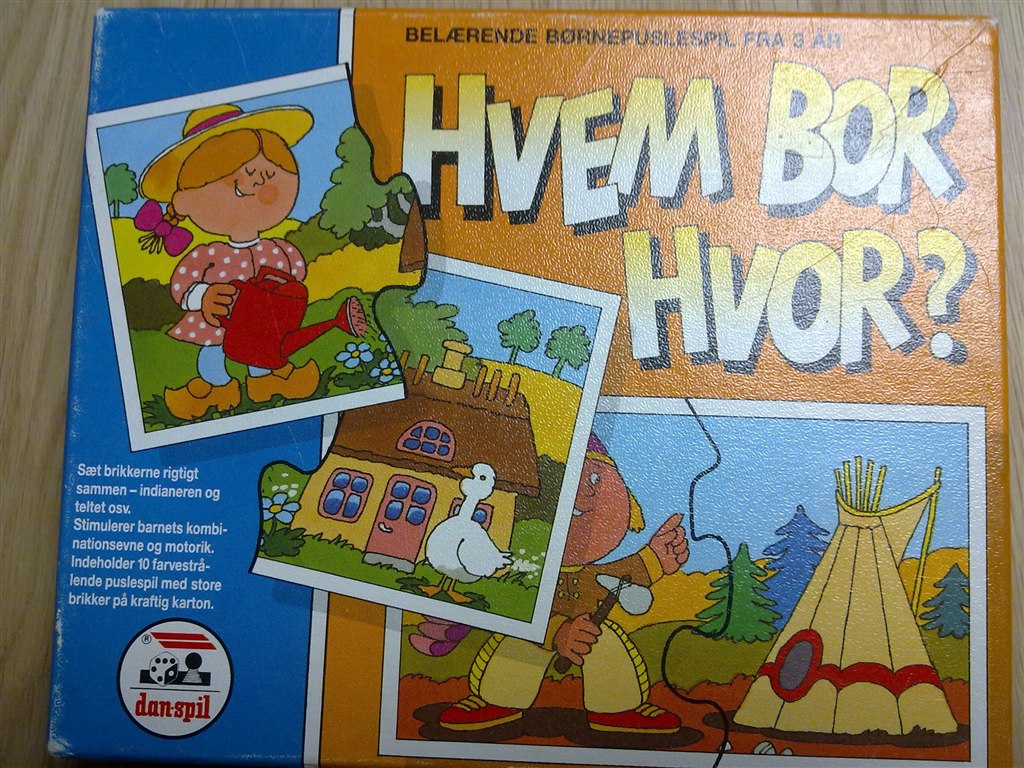 BELÆRENDE BØRNEPUSLESPIL FRA 3 ÅR
HVEM BOR
HVOR?
Sæt brikkerne rigtigt
sammen – indianeren og
teltet osv.
Stimulerer barnets kombi-
nationsevne og motorik.
Indeholder 10 farvestrå-
lende puslespil med store
brikker på kraftig karton.
®
dan-spil